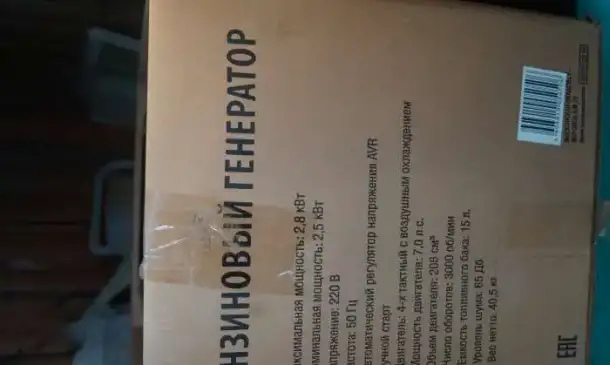 НЗИНОВЫЙ ГЕНЕРАТОР
ксимальная мощность: 2,8 кВт
минальная мощность: 2,5 кВт
пряжение: 220 В
астота: 50 Гц
втоматический регулятор напряжения AVR
учной старт
вигатель: 4-х тактный с воздушным охлаждением
Мощность двигателя: 7,0 л.с.
Объем двигателя: 208 см³
Число оборотов: 3000 об/мин
Емкость топливного бака: 15 л.
Уровень шума: 65 Дб
Вес нетто: 40,5 кг
ЕАС